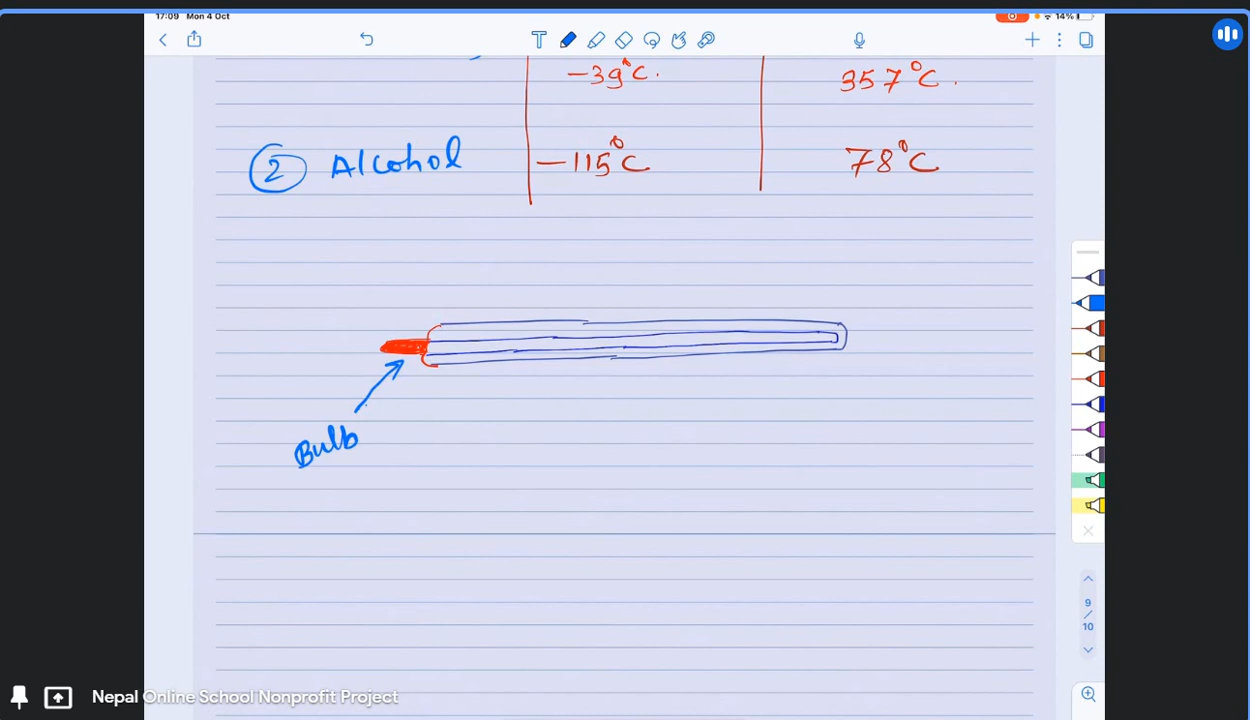 17:09 Mon 4 Oct
14%
T
-39°C.
357°C.
2 Alcohol
-115°C
78°C
Bulb
9
/
10
Nepal Online School Nonprofit Project